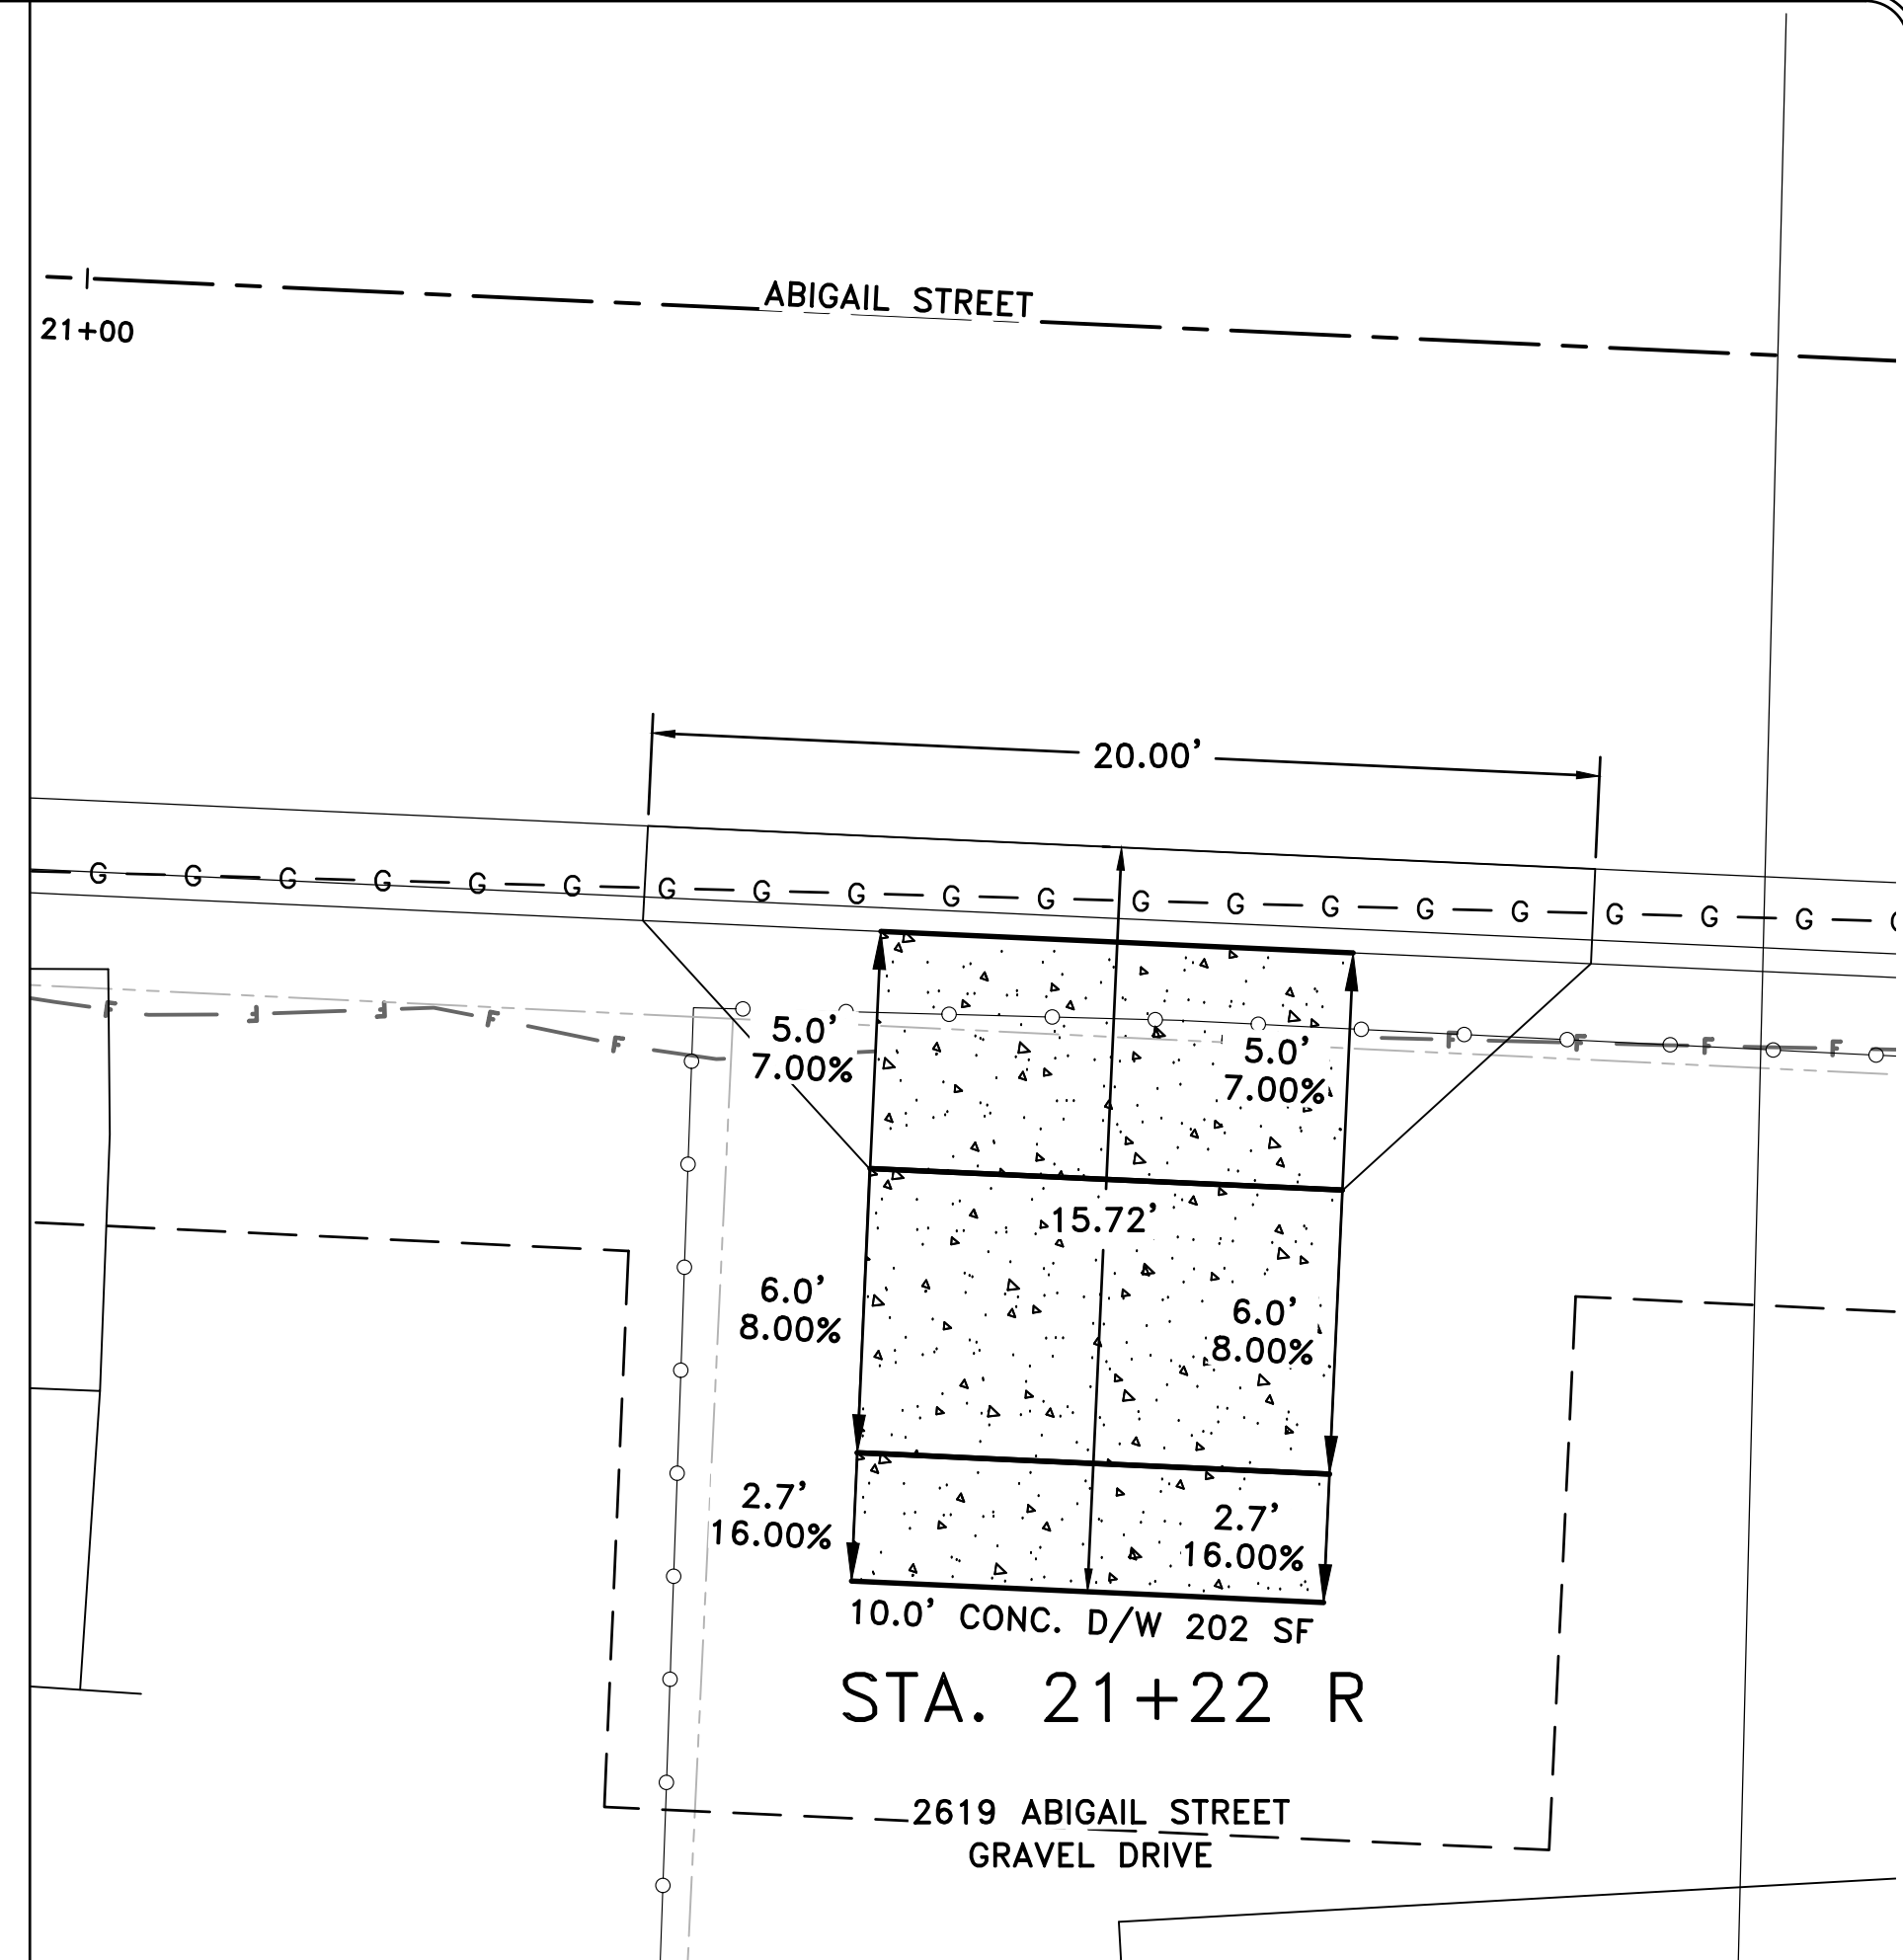 ABIGAIL STREET
21+00
20.00'
G G G G G G G G G G G G G G G G G G G G
F F F F F F F F F
5.0'
7.00%
5.0'
7.00%
15.72'
6.0'
8.00%
6.0'
8.00%
2.7'
16.00%
2.7'
16.00%
10.0' CONC. D/W 202 SF
STA. 21+22 R
2619 ABIGAIL STREET
GRAVEL DRIVE